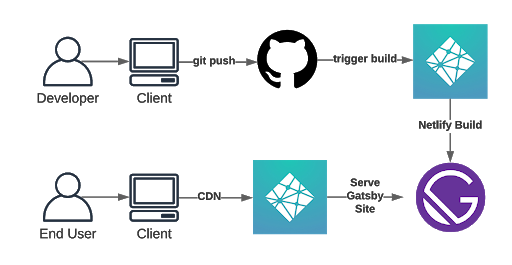 git push
trigger build
Developer
Client
Netlify Build
CDN
Serve
Gatsby
Site
End User
Client